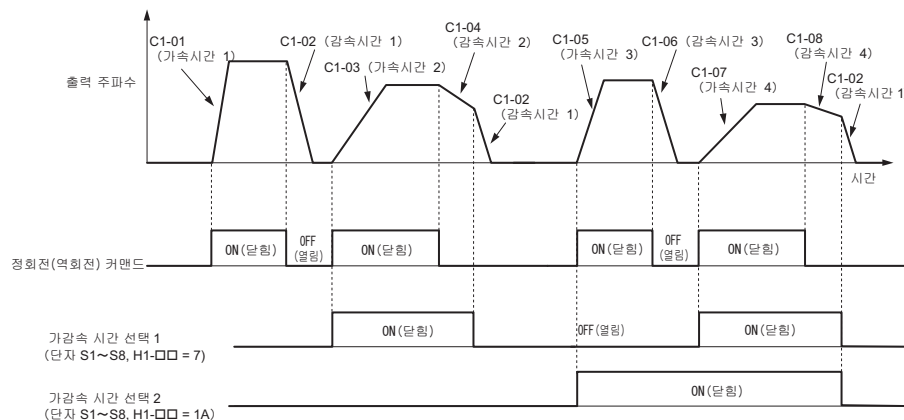 C1-01
(가속시간 1)
C1-02 (감속시간 1)
C1-03 (가속시간 2)
C1-04
(감속시간 2)
C1-02
(감속시간 1)
C1-05
(가속시간 3)
C1-06 (감속시간 3)
C1-07
(가속시간 4)
C1-08
(감속시간 4)
C1-02
(감속시간 1
출력 주파수
시간
정회전(역회전) 커맨드
ON(닫힘)
OFF
(열림)
ON(닫힘)
ON(닫힘)
OFF
(열림)
ON(닫힘)
가감속 시간 선택 1
(단자 S1~S8, H1-□□ = 7)
ON(닫힘)
OFF(열림)
ON(닫힘)
가감속 시간 선택 2
(단자 S1~S8, H1-□□ = 1A)
ON(닫힘)